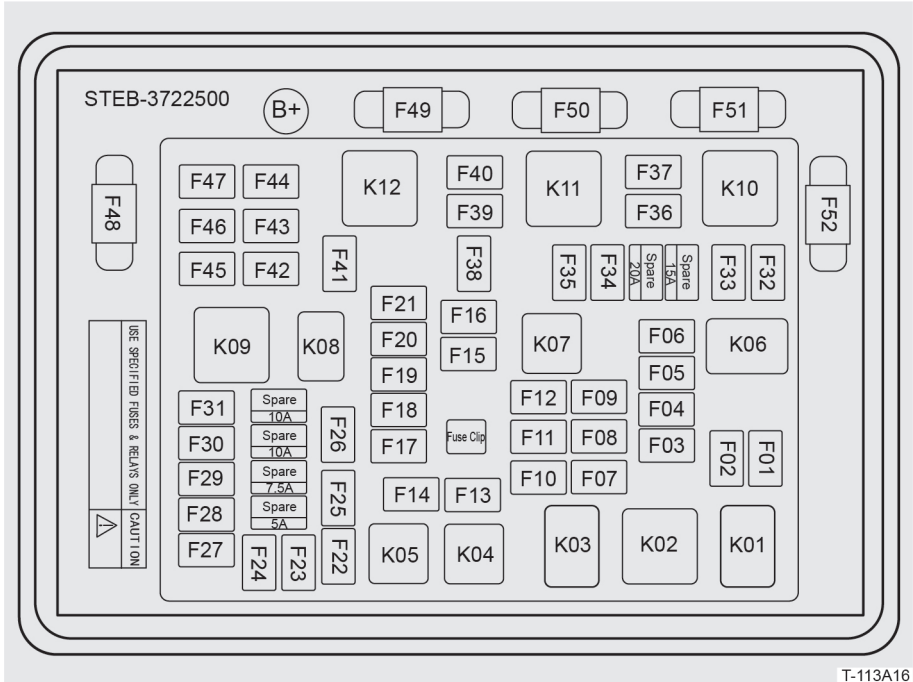 STEB-3722500
B+
F49
F50
F51
F48
F52
F47
F44
K12
F40
F39
K11
F37
F36
K10
F46
F43
F45
F42
F41
F38
F35
F34
Spare
20A
Spare
15A
F33
F32
F21
F20
F19
F18
F17
F16
F15
K09
K08
K07
F06
F05
F04
F03
K06
F31
F30
F29
F28
F27
Spare
10A
Spare
10A
Spare
7.5A
Spare
5A
F26
F25
F22
F24
F23
Fuse Clip
F12
F09
F11
F08
F10
F07
F02
F01
F14
F13
K05
K04
K03
K02
K01
USE SPECIFIED FUSES & RELAYS ONLY
CAUTION
T-113A16